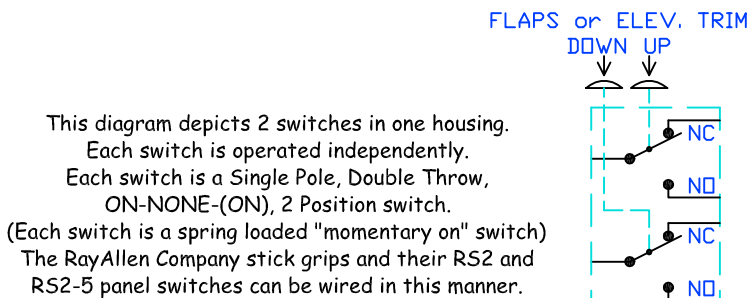 FLAPS or ELEV. TRIM
DOWN UP
This diagram depicts 2 switches in one housing.
Each switch is operated independently.
Each switch is a Single Pole, Double Throw,
ON-NONE-(ON), 2 Position switch.
(Each switch is a spring loaded "momentary on" switch)
The RayAllen Company stick grips and their RS2 and
RS2-5 panel switches can be wired in this manner.
NC
NO
NC
NO